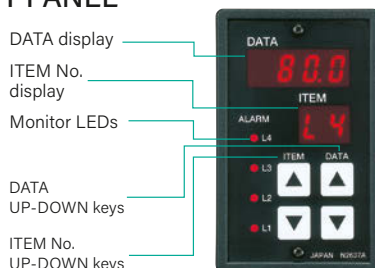 DATA display
ITEM No.
display
Monitor LEDs
DATA
UP-DOWN keys
ITEM No.
UP-DOWN keys
DATA
80.0
ITEM
L4
ALARM
L4
ITEM DATA
L3
L2
L1
JAPAN N2637A